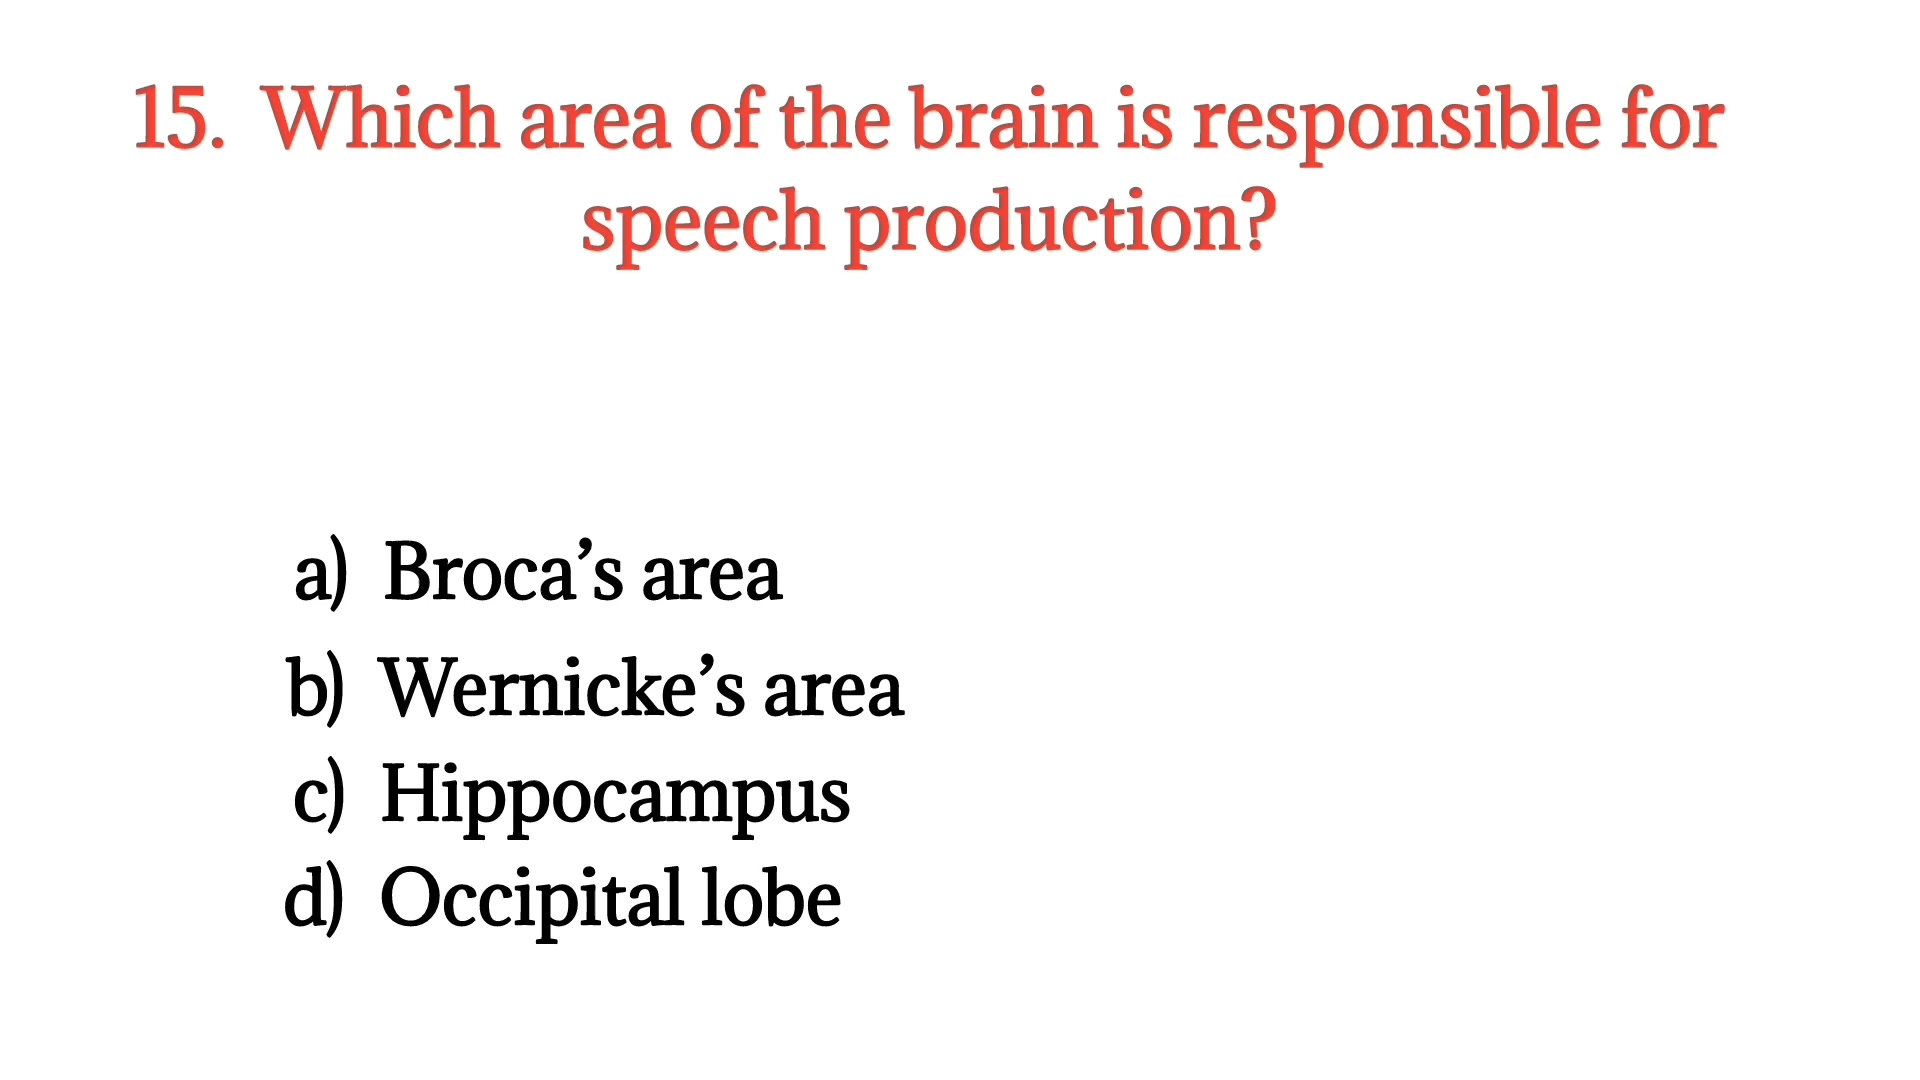 15. Which area of the brain is responsible for
speech production?
a) Broca’s area
b) Wernicke’s area
c) Hippocampus
d) Occipital lobe